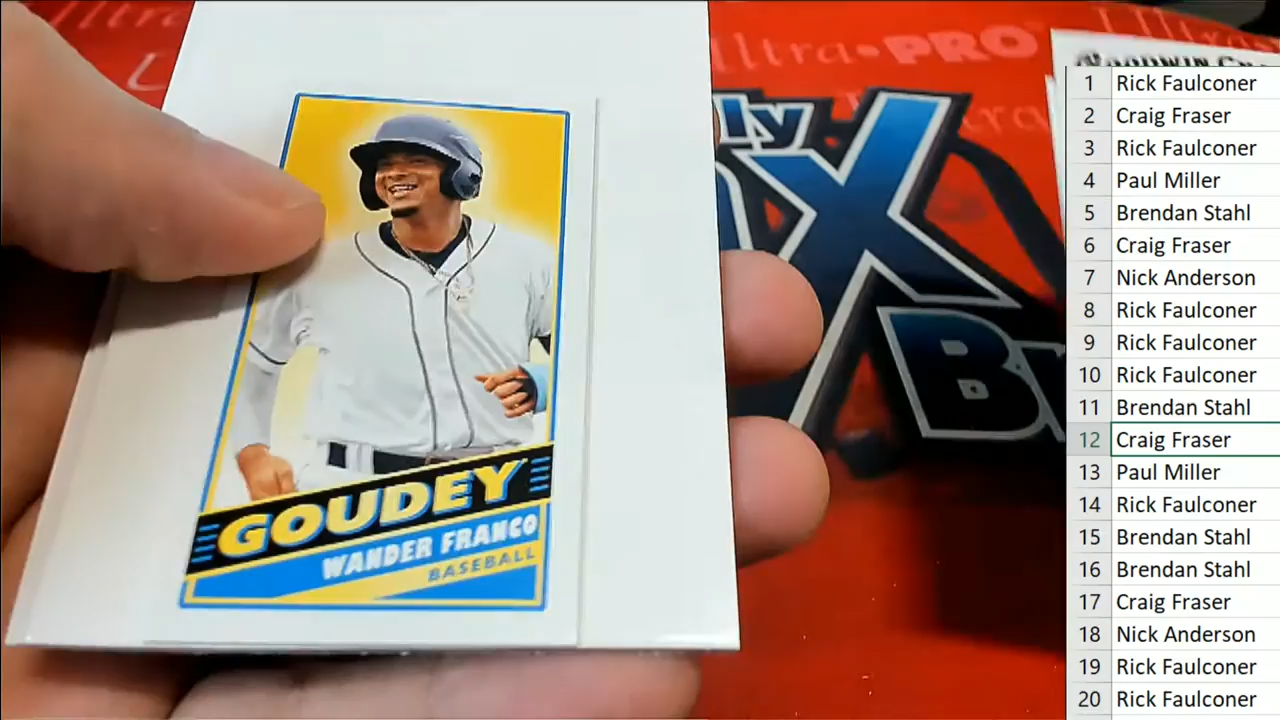 Ultra•PRO
GOODWIN
ly
X
GOUDEY
WANDER FRANCO
BASEBALL
1 Rick Faulconer
2 Craig Fraser
3 Rick Faulconer
4 Paul Miller
5 Brendan Stahl
6 Craig Fraser
7 Nick Anderson
8 Rick Faulconer
9 Rick Faulconer
10 Rick Faulconer
11 Brendan Stahl
12 Craig Fraser
13 Paul Miller
14 Rick Faulconer
15 Brendan Stahl
16 Brendan Stahl
17 Craig Fraser
18 Nick Anderson
19 Rick Faulconer
20 Rick Faulconer